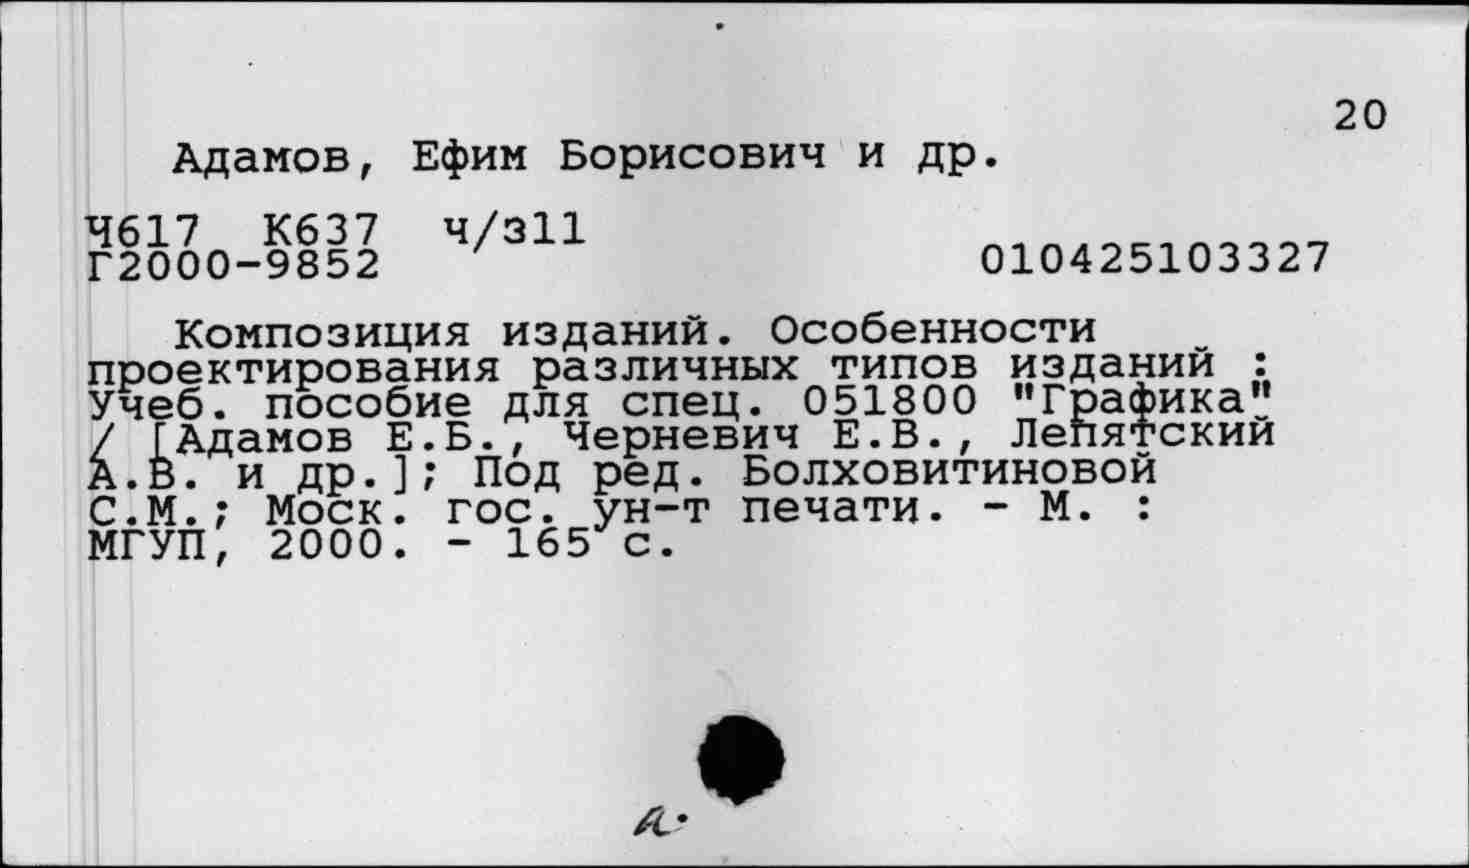 20
Адамов, Ефим Борисович и др.
Ч617 К637 ч/з11
Г2000-9852 010425103327
Композиция изданий. Особенности
проектирования различных типов изданий :
Учеб. пособие для спец. 051800 "Графика"
/ [Адамов Е.Б., Черневич Е.В., Лепятский
А.В. и др.]; Под ред. Болховитиновой
С.М.; Моск. гос. ун-т печати. - М. :
МГУП, 2000. - 165 с.